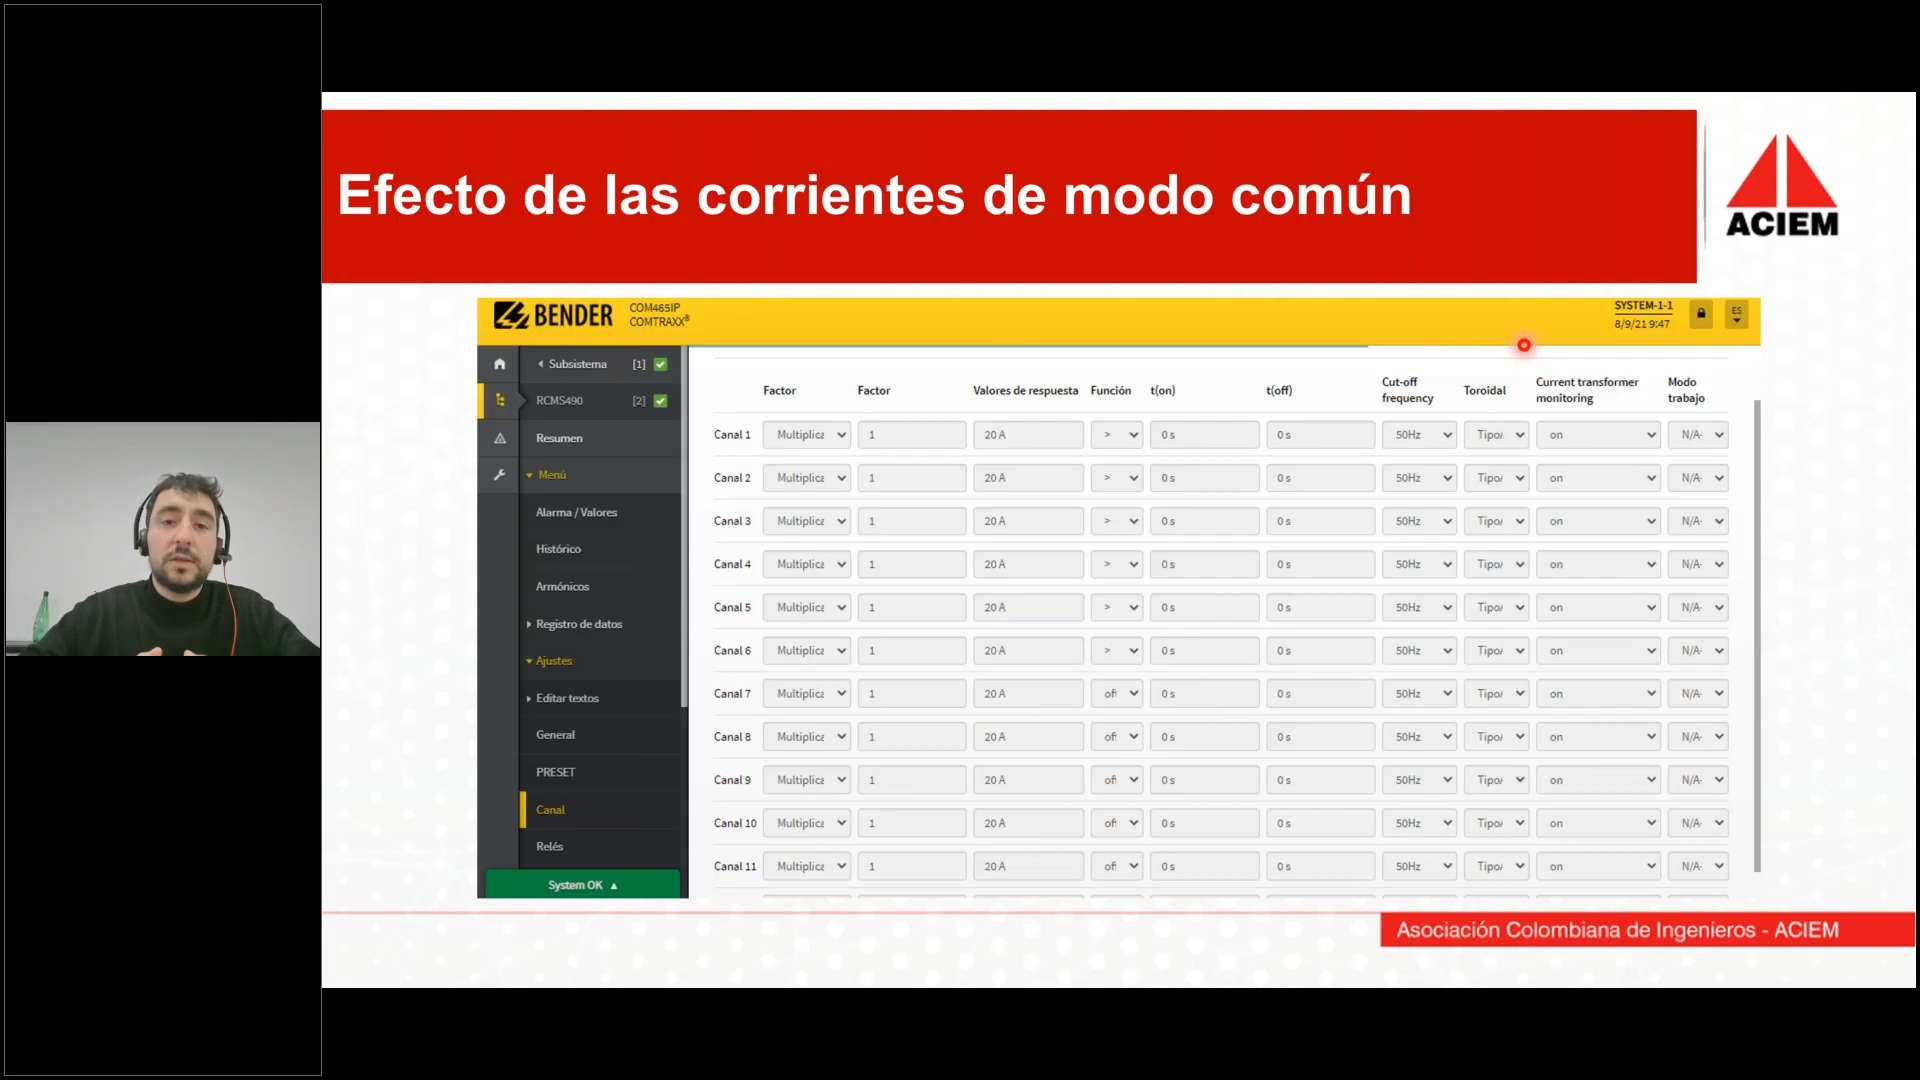 Efecto de las corrientes de modo común
ACIEM
BENDER
COM465IP
COMTRAXX®
SYSTEM-1-1
8/9/21 9:47
ES
Subsistema [1]
RCMS490 [2]
Resumen
Menú
Alarma / Valores
Histórico
Armónicos
Registro de datos
Ajustes
Editar textos
General
PRESET
Canal
Relés
System OK
Factor Factor Valores de respuesta Función t(on) t(off) Cut-off frequency Toroidal Current transformer monitoring Modo trabajo
Canal 1 Multiplica 1 20 A > 0 s 0 s 50Hz Tipo/ on N/A-
Canal 2 Multiplica 1 20 A > 0 s 0 s 50Hz Tipo/ on N/A-
Canal 3 Multiplica 1 20 A > 0 s 0 s 50Hz Tipo/ on N/A-
Canal 4 Multiplica 1 20 A > 0 s 0 s 50Hz Tipo/ on N/A-
Canal 5 Multiplica 1 20 A > 0 s 0 s 50Hz Tipo/ on N/A-
Canal 6 Multiplica 1 20 A > 0 s 0 s 50Hz Tipo/ on N/A-
Canal 7 Multiplica 1 20 A off 0 s 0 s 50Hz Tipo/ on N/A-
Canal 8 Multiplica 1 20 A off 0 s 0 s 50Hz Tipo/ on N/A-
Canal 9 Multiplica 1 20 A off 0 s 0 s 50Hz Tipo/ on N/A-
Canal 10 Multiplica 1 20 A off 0 s 0 s 50Hz Tipo/ on N/A-
Canal 11 Multiplica 1 20 A off 0 s 0 s 50Hz Tipo/ on N/A-
Asociación Colombiana de Ingenieros - ACIEM